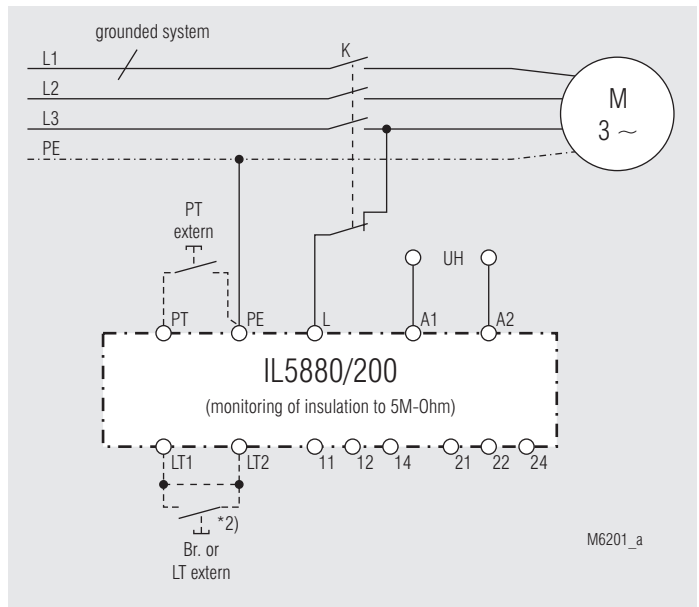 grounded system
L1
K
L2
M
3 ~
L3
PE
PT
extern
UH
PT
PE
L
A1
A2
IL5880/200
(monitoring of insulation to 5M-Ohm)
LT1
LT2
11
12
14
21
22
24
*2)
Br. or
LT extern
M6201_a